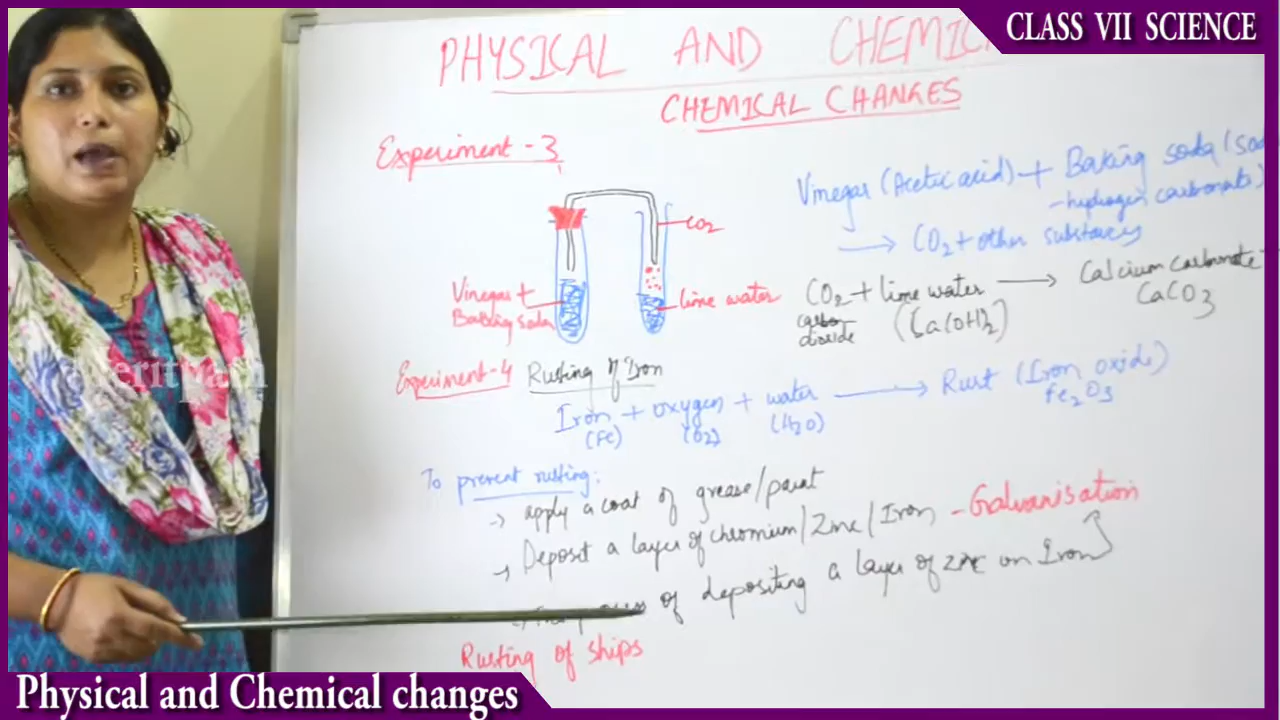 CLASS VII SCIENCE
PHYSICAL AND CHEMIC
CHEMICAL CHANGES
Experiment - 3
Vinegar (Acetic acid) + Baking soda (sod
-hydrogen carbonate)
→ CO2 + other substances
CO2
Vinegar +
Baking soda
lime water
CO2 + lime water → Calcium carbonate
carbon dioxide (Ca(OH)2) CaCO3
Experiment-4 Rusting of Iron
Iron + oxygen + water → Rust (Iron oxide)
(Fe) (O2) (H2O) Fe2O3
To prevent rusting:
→ apply a coat of grease/paint
→ Deposit a layer of chromium/Zinc/Iron - Galvanisation
of depositing a layer of zinc on Iron
Rusting of ships
Physical and Chemical changes